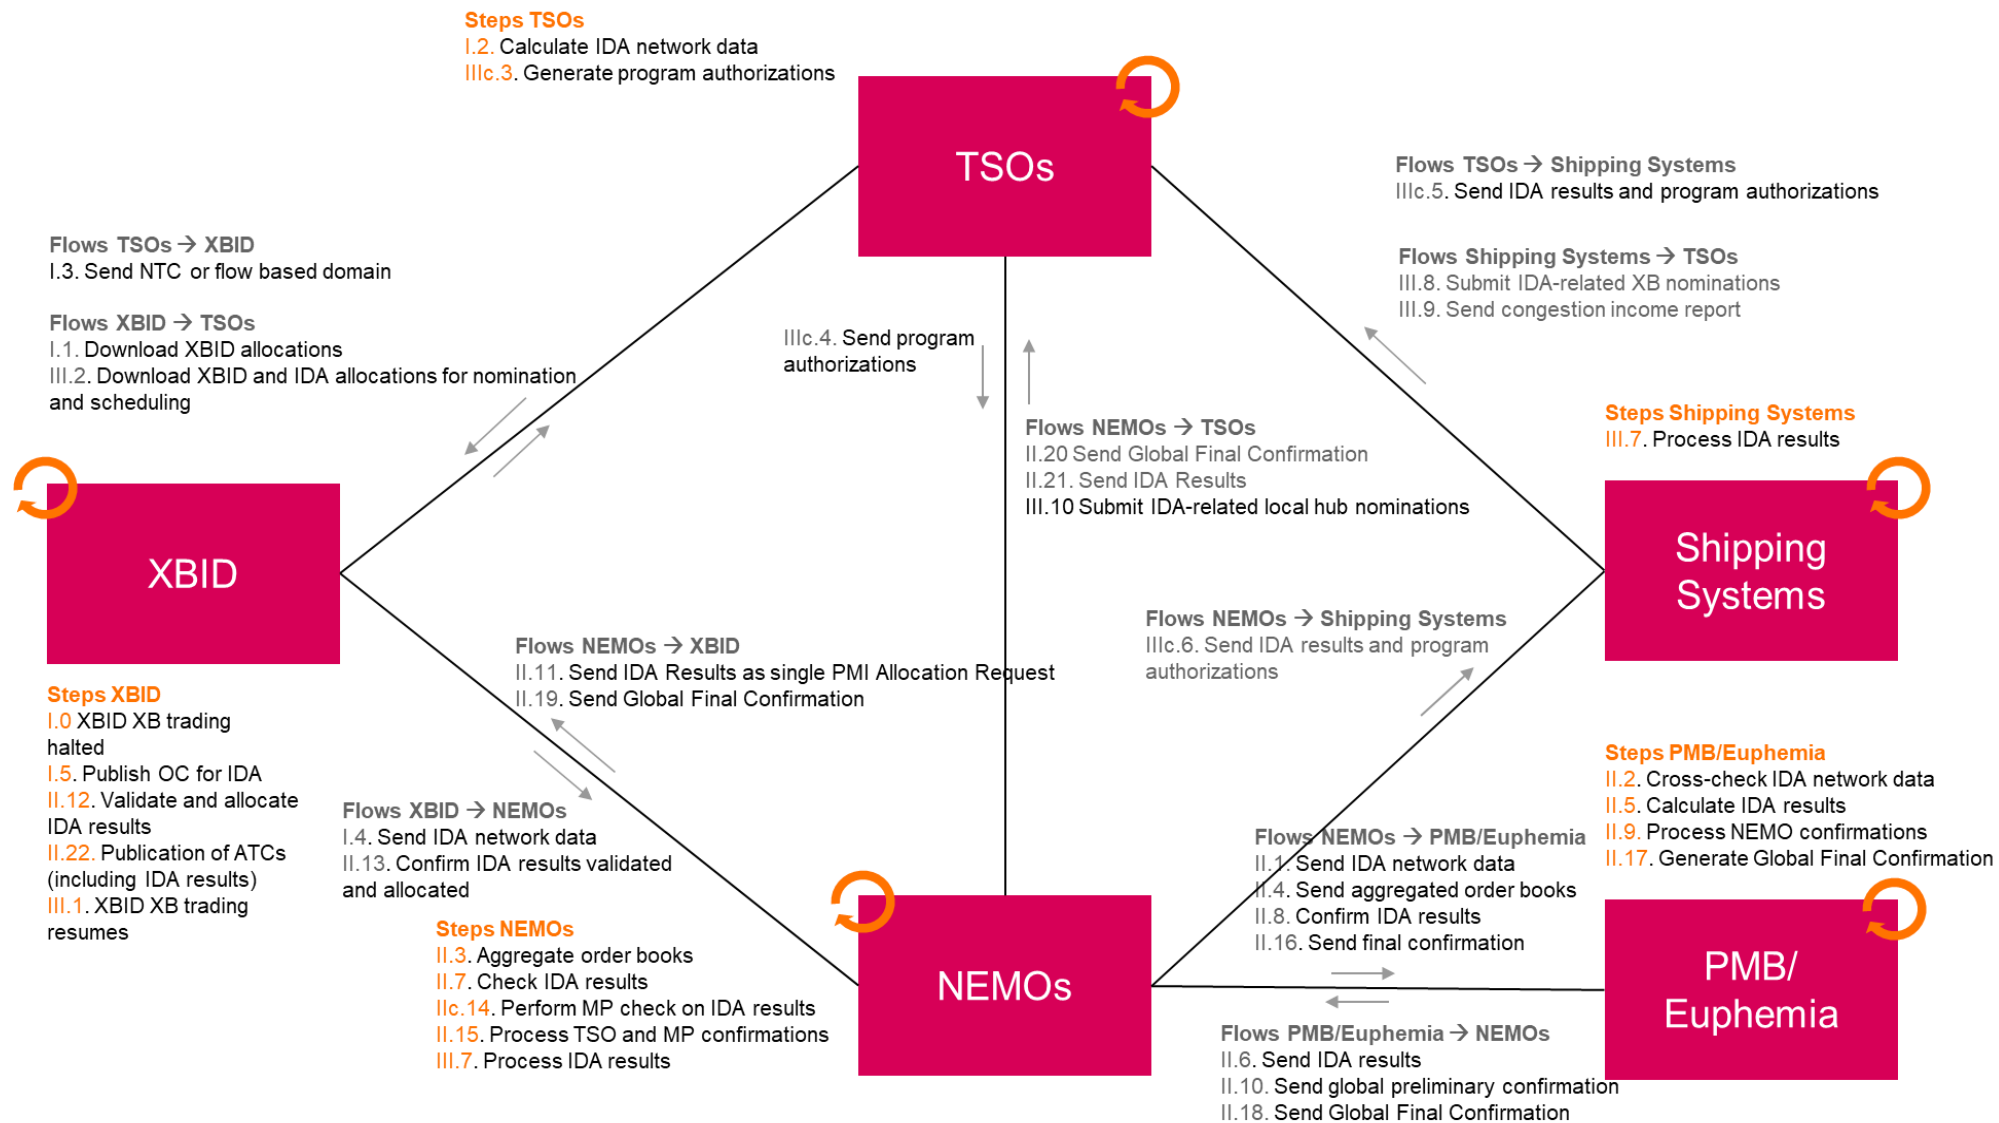 Steps TSOs
I.2. Calculate IDA network data
IIIc.3. Generate program authorizations
TSOs
Flows TSOs → Shipping Systems
IIIc.5. Send IDA results and program authorizations
Flows TSOs → XBID
I.3. Send NTC or flow based domain
Flows Shipping Systems → TSOs
III.8. Submit IDA-related XB nominations
III.9. Send congestion income report
Flows XBID → TSOs
I.1. Download XBID allocations
III.2. Download XBID and IDA allocations for nomination
and scheduling
IIIc.4. Send program
authorizations
Flows NEMOs → TSOs
II.20 Send Global Final Confirmation
II.21. Send IDA Results
III.10 Submit IDA-related local hub nominations
Steps Shipping Systems
III.7. Process IDA results
XBID
Shipping
Systems
Flows NEMOs → XBID
II.11. Send IDA Results as single PMI Allocation Request
II.19. Send Global Final Confirmation
Flows NEMOs → Shipping Systems
IIIc.6. Send IDA results and program
authorizations
Steps XBID
I.0 XBID XB trading
halted
I.5. Publish OC for IDA
II.12. Validate and allocate
IDA results
II.22. Publication of ATCs
(including IDA results)
III.1. XBID XB trading
resumes
Flows XBID → NEMOs
I.4. Send IDA network data
II.13. Confirm IDA results validated
and allocated
Steps PMB/Euphemia
II.2. Cross-check IDA network data
II.5. Calculate IDA results
II.9. Process NEMO confirmations
II.17. Generate Global Final Confirmation
Flows NEMOs → PMB/Euphemia
II.1. Send IDA network data
II.4. Send aggregated order books
II.8. Confirm IDA results
II.16. Send final confirmation
Steps NEMOs
II.3. Aggregate order books
II.7. Check IDA results
IIc.14. Perform MP check on IDA results
II.15. Process TSO and MP confirmations
III.7. Process IDA results
NEMOs
PMB/
Euphemia
Flows PMB/Euphemia → NEMOs
II.6. Send IDA results
II.10. Send global preliminary confirmation
II.18. Send Global Final Confirmation